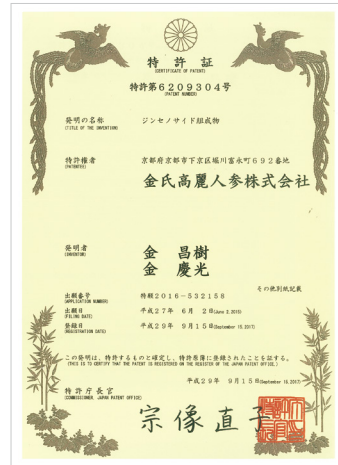 特許証
(CERTIFICATE OF PATENT)
特許第6209304号
(PATENT NUMBER)
発明の名称 ジンセノサイド組成物
(TITLE OF THE INVENTION)
特許権者 京都府京都市下京区堀川富永町692番地
(PATENTEE)
金氏高麗人参株式会社
発明者 金 昌樹
(INVENTOR)
金 慶光
その他別紙記載
出願番号 特願2016-532158
(APPLICATION NUMBER)
出願日 平成27年 6月 2日(June 2,2015)
(FILING DATE)
登録日 平成29年 9月15日(September 15,2017)
(REGISTRATION DATE)
この発明は、特許するものと確定し、特許原簿に登録されたことを証する。
(THIS IS TO CERTIFY THAT THE PATENT IS REGISTERED ON THE REGISTER OF THE JAPAN PATENT OFFICE.)
平成29年 9月15日(September 15,2017)
特許庁長官
(COMMISSIONER, JAPAN PATENT OFFICE)
宗像直子